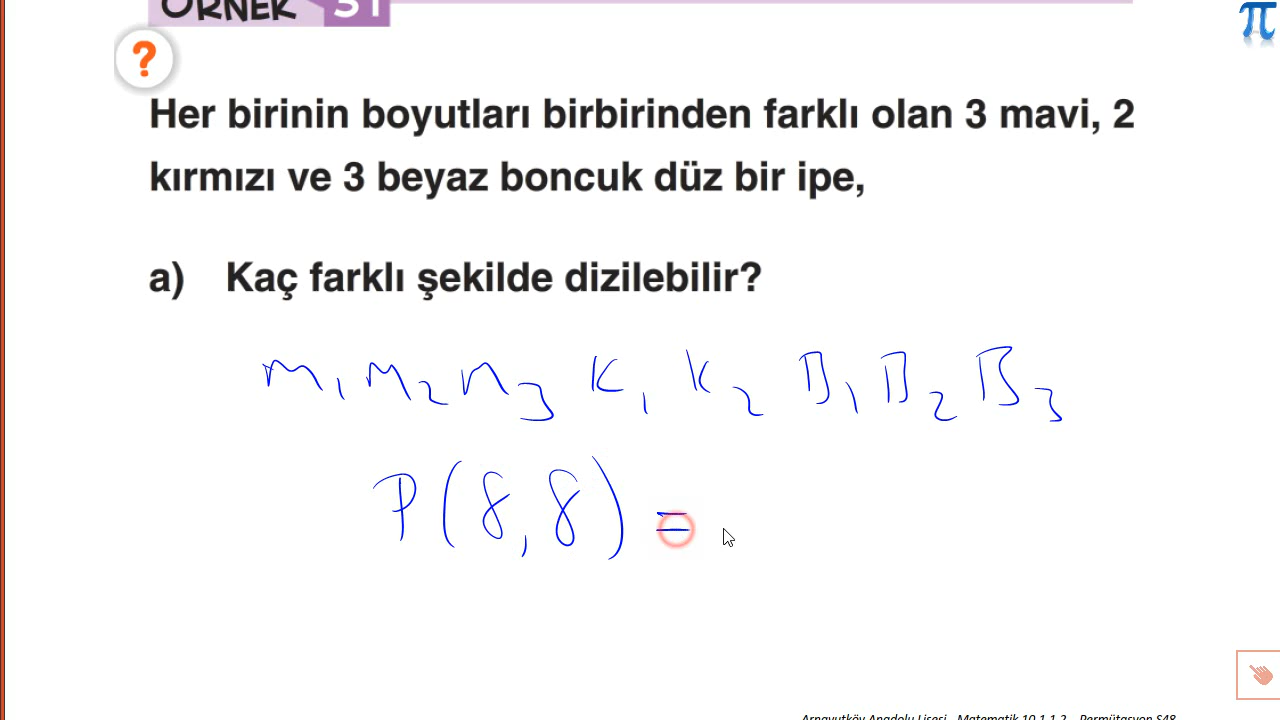 ÖRNEK 31
?
Her birinin boyutları birbirinden farklı olan 3 mavi, 2
kırmızı ve 3 beyaz boncuk düz bir ipe,
a) Kaç farklı şekilde dizilebilir?
M1 M2 M3 K1 K2 B1 B2 B3
P(8,8) =
Arnavutköy Anadolu Lisesi - Matematik 10.1.1.2 Permütasyon S48
π